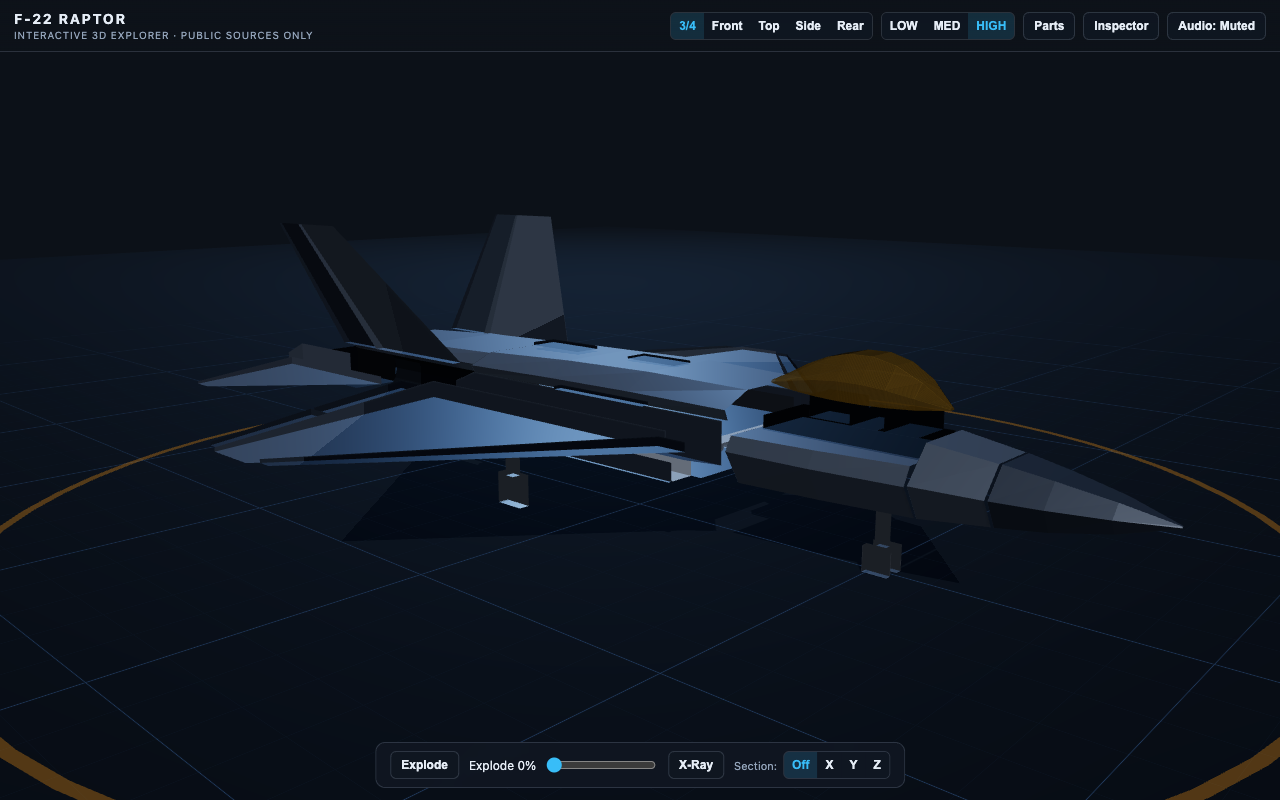 F-22 RAPTOR
INTERACTIVE 3D EXPLORER · PUBLIC SOURCES ONLY
3/4 Front Top Side Rear LOW MED HIGH Parts Inspector Audio: Muted
Explode Explode 0% X-Ray Section: Off X Y Z